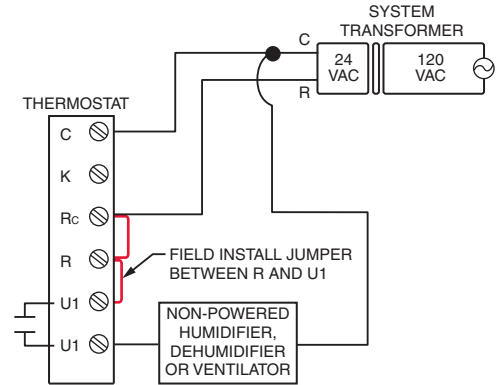 SYSTEM
TRANSFORMER
C
24
VAC
120
VAC
R
THERMOSTAT
C
K
Rc
R
FIELD INSTALL JUMPER
BETWEEN R AND U1
U1
U1
NON-POWERED
HUMIDIFIER,
DEHUMIDIFIER
OR VENTILATOR